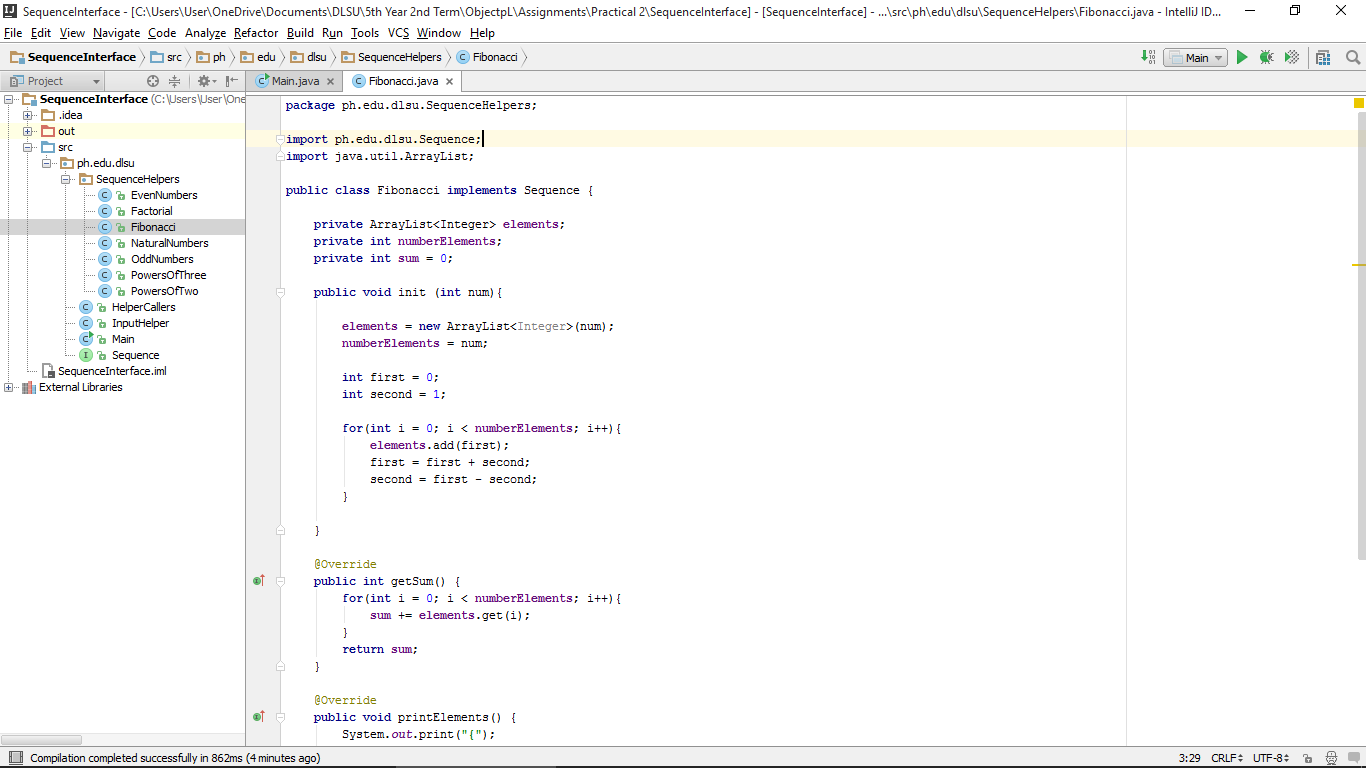 SequenceInterface - [C:\Users\User\OneDrive\Documents\DLSU\5th Year 2nd Term\ObjectpL\Assignments\Practical 2\SequenceInterface] - [SequenceInterface] - ...\src\ph\edu\dlsu\SequenceHelpers\Fibonacci.java - IntelliJ ID...
File Edit View Navigate Code Analyze Refactor Build Run Tools VCS Window Help
SequenceInterface src ph edu dlsu SequenceHelpers Fibonacci Main
Project Main.java Fibonacci.java
SequenceInterface (C:\Users\User\One
.idea
out
src
ph.edu.dlsu
SequenceHelpers
EvenNumbers
Factorial
Fibonacci
NaturalNumbers
OddNumbers
PowersOfThree
PowersOfTwo
HelperCallers
InputHelper
Main
Sequence
SequenceInterface.iml
External Libraries
package ph.edu.dlsu.SequenceHelpers;
import ph.edu.dlsu.Sequence;
import java.util.ArrayList;
public class Fibonacci implements Sequence {
private ArrayList<Integer> elements;
private int numberElements;
private int sum = 0;
public void init (int num){
elements = new ArrayList<Integer>(num);
numberElements = num;
int first = 0;
int second = 1;
for(int i = 0; i < numberElements; i++){
elements.add(first);
first = first + second;
second = first - second;
}
}
@Override
public int getSum() {
for(int i = 0; i < numberElements; i++){
sum += elements.get(i);
}
return sum;
}
@Override
public void printElements() {
System.out.print("{");
Compilation completed successfully in 862ms (4 minutes ago) 3:29 CRLF UTF-8